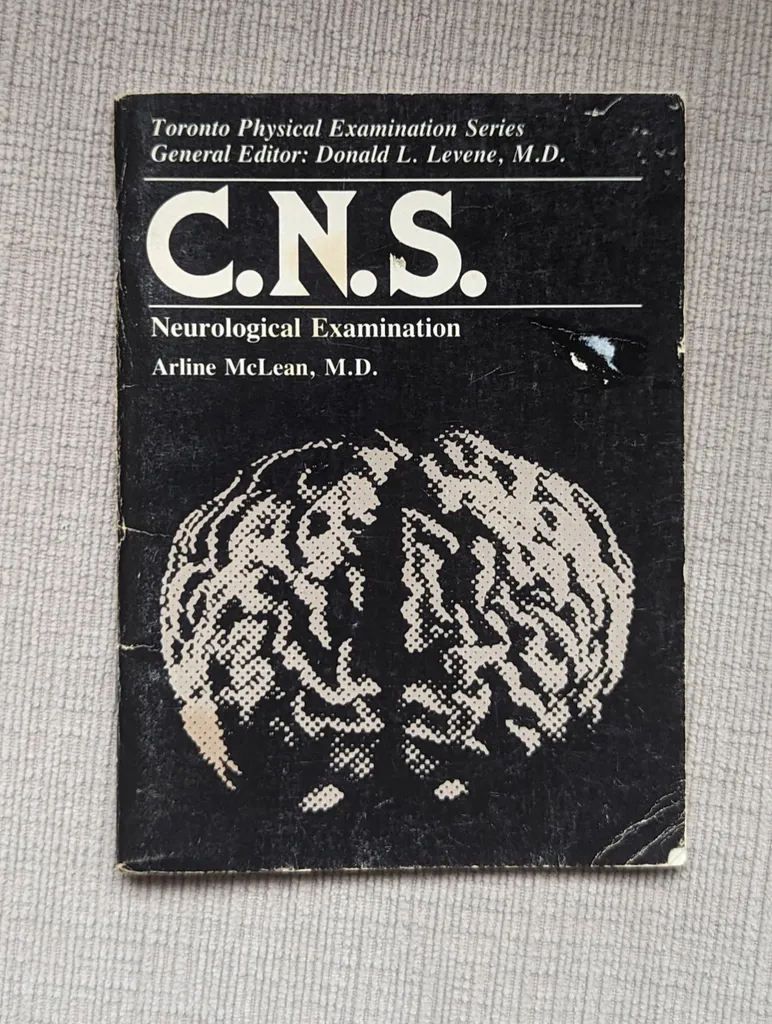 Toronto Physical Examination Series
General Editor: Donald L. Levene, M.D.
C.N.S.
Neurological Examination
Arline McLean, M.D.